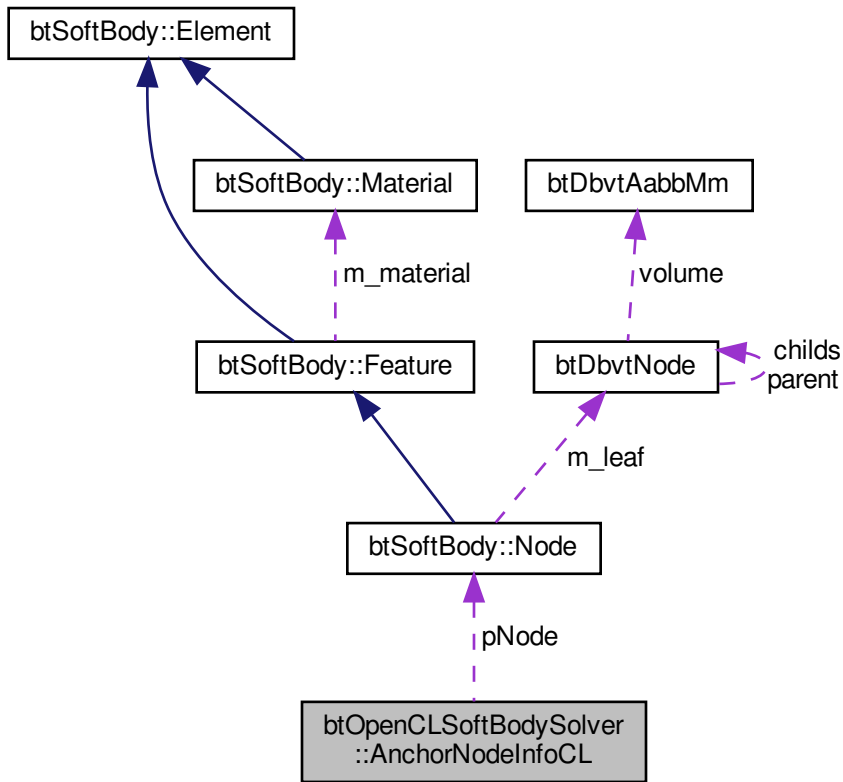 btSoftBody::Element
btSoftBody::Material
btDbvtAabbMm
m_material
volume
btSoftBody::Feature
btDbvtNode
childs
parent
m_leaf
btSoftBody::Node
pNode
btOpenCLSoftBodySolver
::AnchorNodeInfoCL